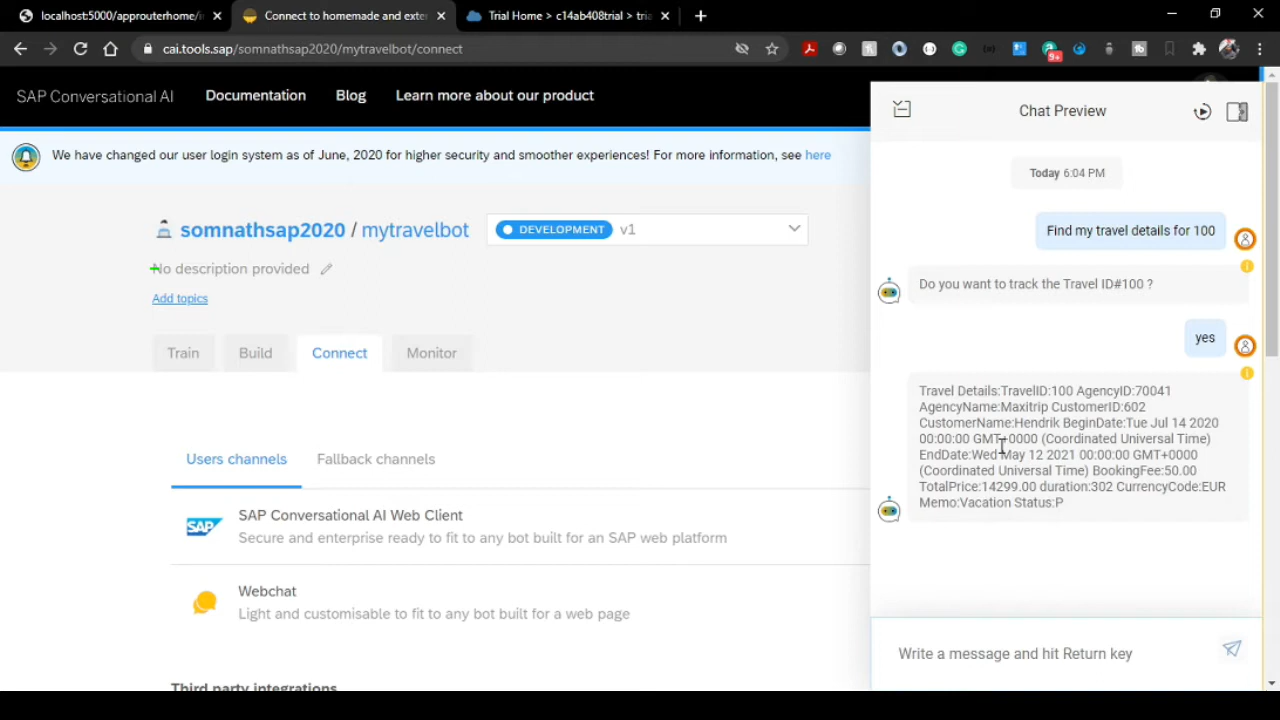 localhost:5000/approuterhome/i
Connect to homemade and exte
Trial Home > c14ab408trial > tria
cai.tools.sap/somnathsap2020/mytravelbot/connect
9+
SAP Conversational AI
Documentation
Blog
Learn more about our product
We have changed our user login system as of June, 2020 for higher security and smoother experiences! For more information, see here
somnathsap2020 / mytravelbot
DEVELOPMENT v1
No description provided
Add topics
Train
Build
Connect
Monitor
Users channels
Fallback channels
SAP
SAP Conversational AI Web Client
Secure and enterprise ready to fit to any bot built for an SAP web platform
Webchat
Light and customisable to fit to any bot built for a web page
Third party integrations
Chat Preview
Today 6:04 PM
Find my travel details for 100
Do you want to track the Travel ID#100 ?
yes
Travel Details:TravelID:100 AgencyID:70041
AgencyName:Maxitrip CustomerID:602
CustomerName:Hendrik BeginDate:Tue Jul 14 2020
00:00:00 GMT+0000 (Coordinated Universal Time)
EndDate:Wed May 12 2021 00:00:00 GMT+0000
(Coordinated Universal Time) BookingFee:50.00
TotalPrice:14299.00 duration:302 CurrencyCode:EUR
Memo:Vacation Status:P
Write a message and hit Return key